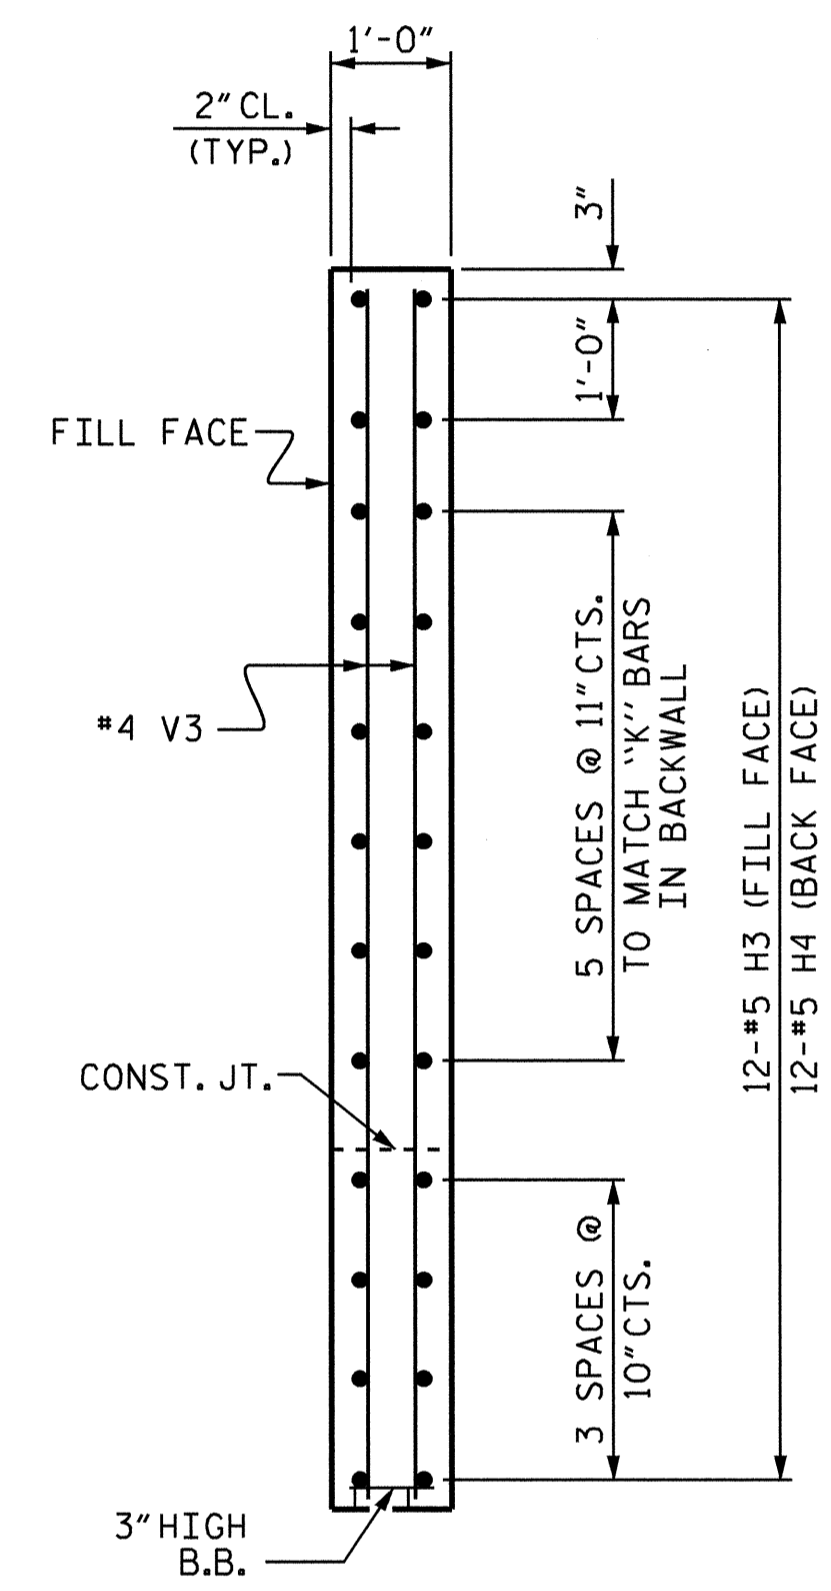 1'-0"
2" CL.
(TYP.)
3"
1'-0"
FILL FACE
5 SPACES @ 11" CTS.
TO MATCH "K" BARS
IN BACKWALL
#4 V3
12-#5 H3 (FILL FACE)
12-#5 H4 (BACK FACE)
CONST. JT.
3 SPACES @
10" CTS.
3" HIGH
B.B.